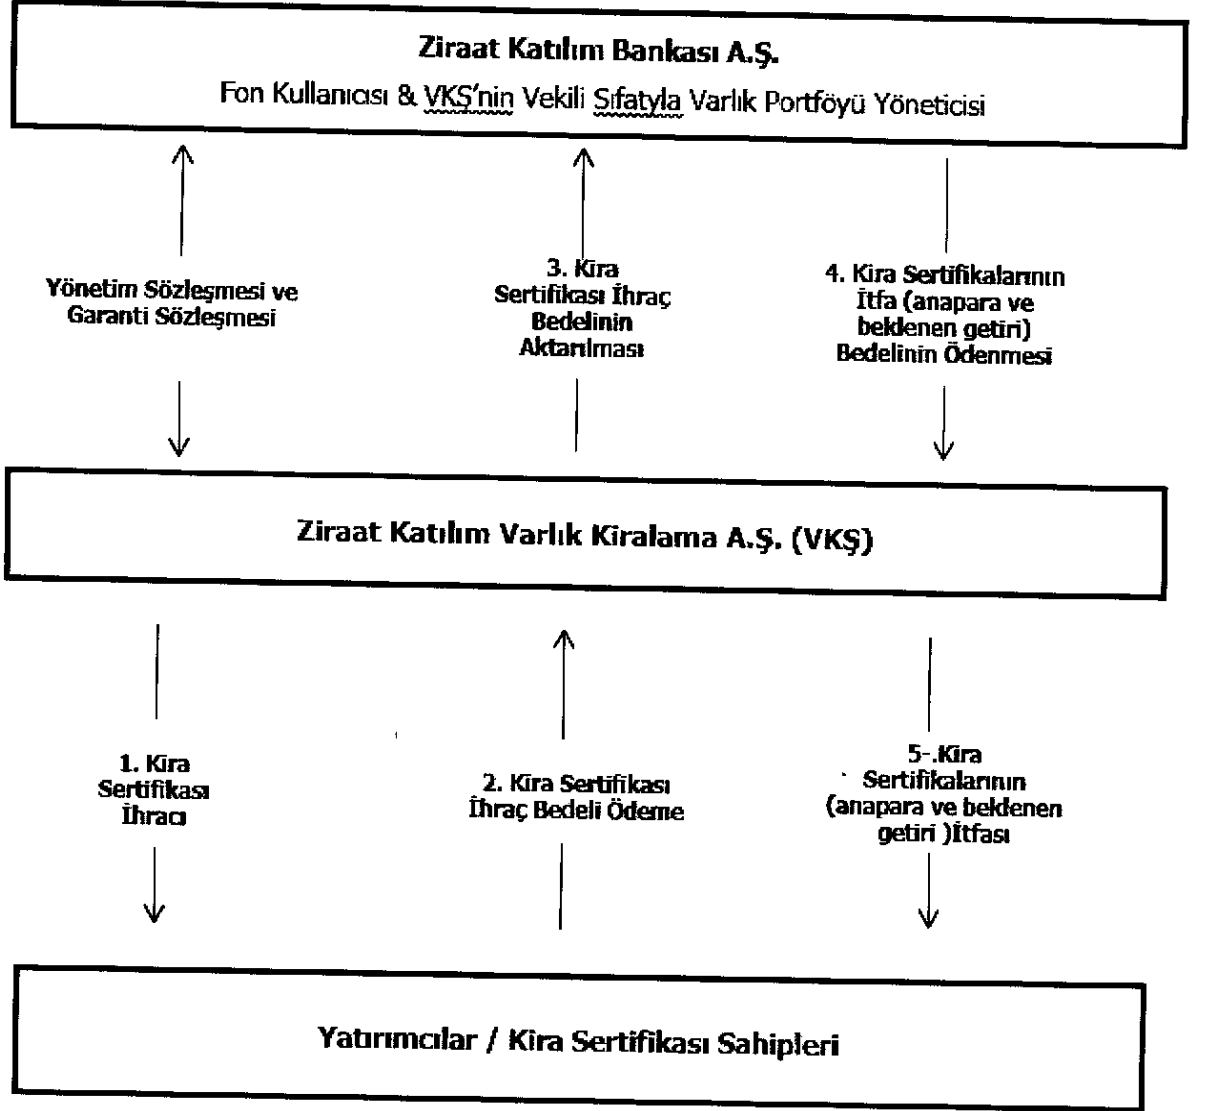 Ziraat Katılım Bankası A.Ş.
Fon Kullanıcısı & VKŞ'nin Vekili Sıfatyla Varlık Portföyü Yöneticisi
Yönetim Sözleşmesi ve
Garanti Sözleşmesi
3. Kira
Sertifikası İhraç
Bedelinin
Aktarılması
4. Kira Sertifikalarının
İtfa (anapara ve
beklenen getiri)
Bedelinin Ödenmesi
Ziraat Katılım Varlık Kiralama A.Ş. (VKŞ)
1. Kira
Sertifikası
İhracı
2. Kira Sertifikası
İhraç Bedeli Ödeme
5-.Kira
Sertifikalarının
(anapara ve beklenen
getiri )İtfası
Yatırımcılar / Kira Sertifikası Sahipleri